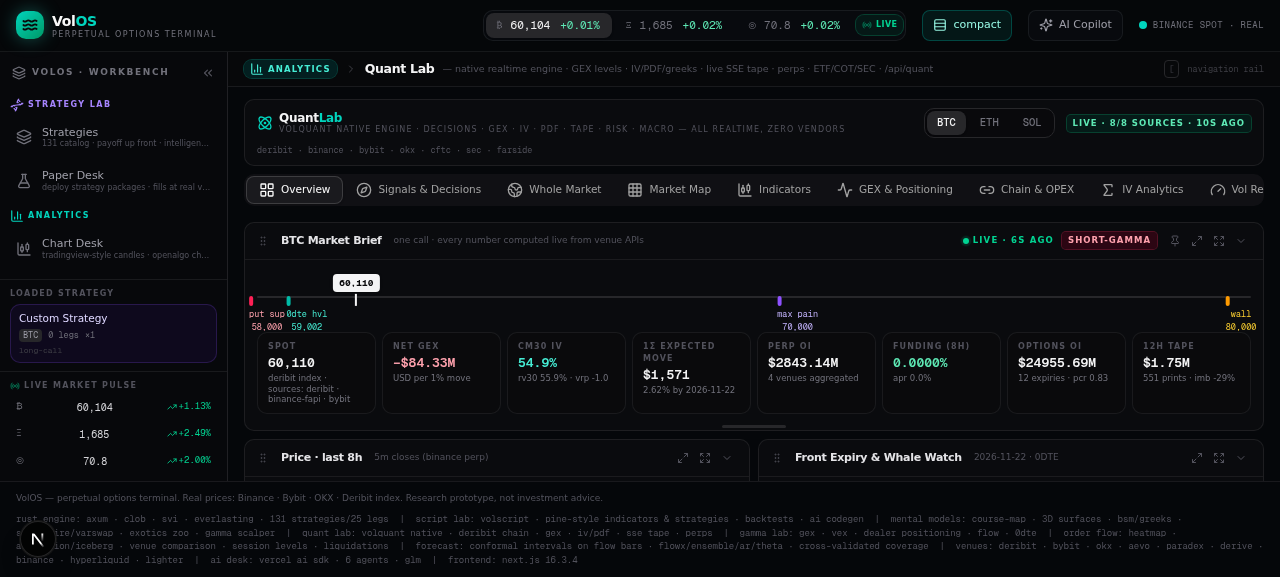 VolOS
PERPETUAL OPTIONS TERMINAL
₿ 60,104 +0.01% Ξ 1,685 +0.02% ◎ 70.8 +0.02% LIVE
compact
AI Copilot
BINANCE SPOT · REAL
VOLOS · WORKBENCH
ANALYTICS › Quant Lab — native realtime engine · GEX levels · IV/PDF/greeks · live SSE tape · perps · ETF/COT/SEC · /api/quant
[ navigation rail
STRATEGY LAB
Strategies
131 catalog · payoff up front · intelligen...
Paper Desk
deploy strategy packages · fills at real v...
ANALYTICS
Chart Desk
tradingview-style candles · openalgo ch...
LOADED STRATEGY
Custom Strategy
BTC 0 legs ×1
long-call
LIVE MARKET PULSE
₿ 60,104 +1.13%
Ξ 1,685 +2.49%
◎ 70.8 +2.00%
QuantLab
VOLQUANT NATIVE ENGINE · DECISIONS · GEX · IV · PDF · TAPE · RISK · MACRO — ALL REALTIME, ZERO VENDORS
BTC ETH SOL
LIVE · 8/8 SOURCES · 10S AGO
deribit · binance · bybit · okx · cftc · sec · farside
Overview Signals & Decisions Whole Market Market Map Indicators GEX & Positioning Chain & OPEX IV Analytics Vol Re
BTC Market Brief one call · every number computed live from venue APIs
LIVE · 6S AGO SHORT-GAMMA
60,110
put sup 0dte hvl max pain wall
58,000 59,002 70,000 80,000
SPOT
60,110
deribit index ·
sources: deribit ·
binance-fapi · bybit
NET GEX
−$84.33M
USD per 1% move
CM30 IV
54.9%
rv30 55.9% · vrp -1.0
1Σ EXPECTED
MOVE
$1,571
2.62% by 2026-11-22
PERP OI
$2843.14M
4 venues aggregated
FUNDING (8H)
0.0000%
apr 0.0%
OPTIONS OI
$24955.69M
12 expiries · pcr 0.83
12H TAPE
$1.75M
551 prints · imb -29%
Price · last 8h 5m closes (binance perp)
Front Expiry & Whale Watch 2026-11-22 · 0DTE
VolOS — perpetual options terminal. Real prices: Binance · Bybit · OKX · Deribit index. Research prototype, not investment advice.
rust engine: axum · clob · svi · everlasting · 131 strategies/25 legs | script lab: volscript · pine-style indicators & strategies · backtests · ai codegen | mental models: course-map · 3D surfaces · bsm/greeks ·
ire/varswap · exotics zoo · gamma scalper | quant lab: volquant native · deribit chain · gex · iv/pdf · sse tape · perps | gamma lab: gex · vex · dealer positioning · flow · 0dte | order flow: heatmap ·
ion/iceberg · venue comparison · session levels · liquidations | forecast: conformal intervals on flow bars · flowx/ensemble/ar/theta · cross-validated coverage | venues: deribit · bybit · okx · aevo · paradex · derive ·
binance · hyperliquid · lighter | ai desk: vercel ai sdk · 6 agents · glm | frontend: next.js 16.3.4
N